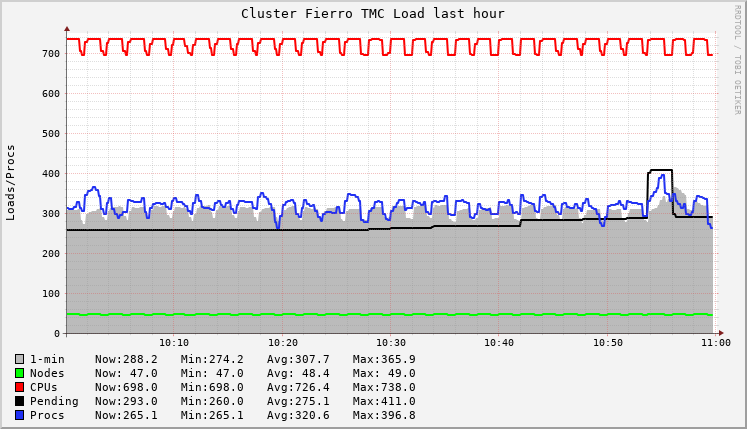 Cluster Fierro TMC Load last hour
RRDTOOL / TOBI OETIKER
Loads/Procs
700
600
500
400
300
200
100
0
10:10 10:20 10:30 10:40 10:50 11:00
1-min Now:288.2 Min:274.2 Avg:307.7 Max:365.9
Nodes Now: 47.0 Min: 47.0 Avg: 48.4 Max: 49.0
CPUs Now:698.0 Min:698.0 Avg:726.4 Max:738.0
Pending Now:293.0 Min:260.0 Avg:275.1 Max:411.0
Procs Now:265.1 Min:265.1 Avg:320.6 Max:396.8